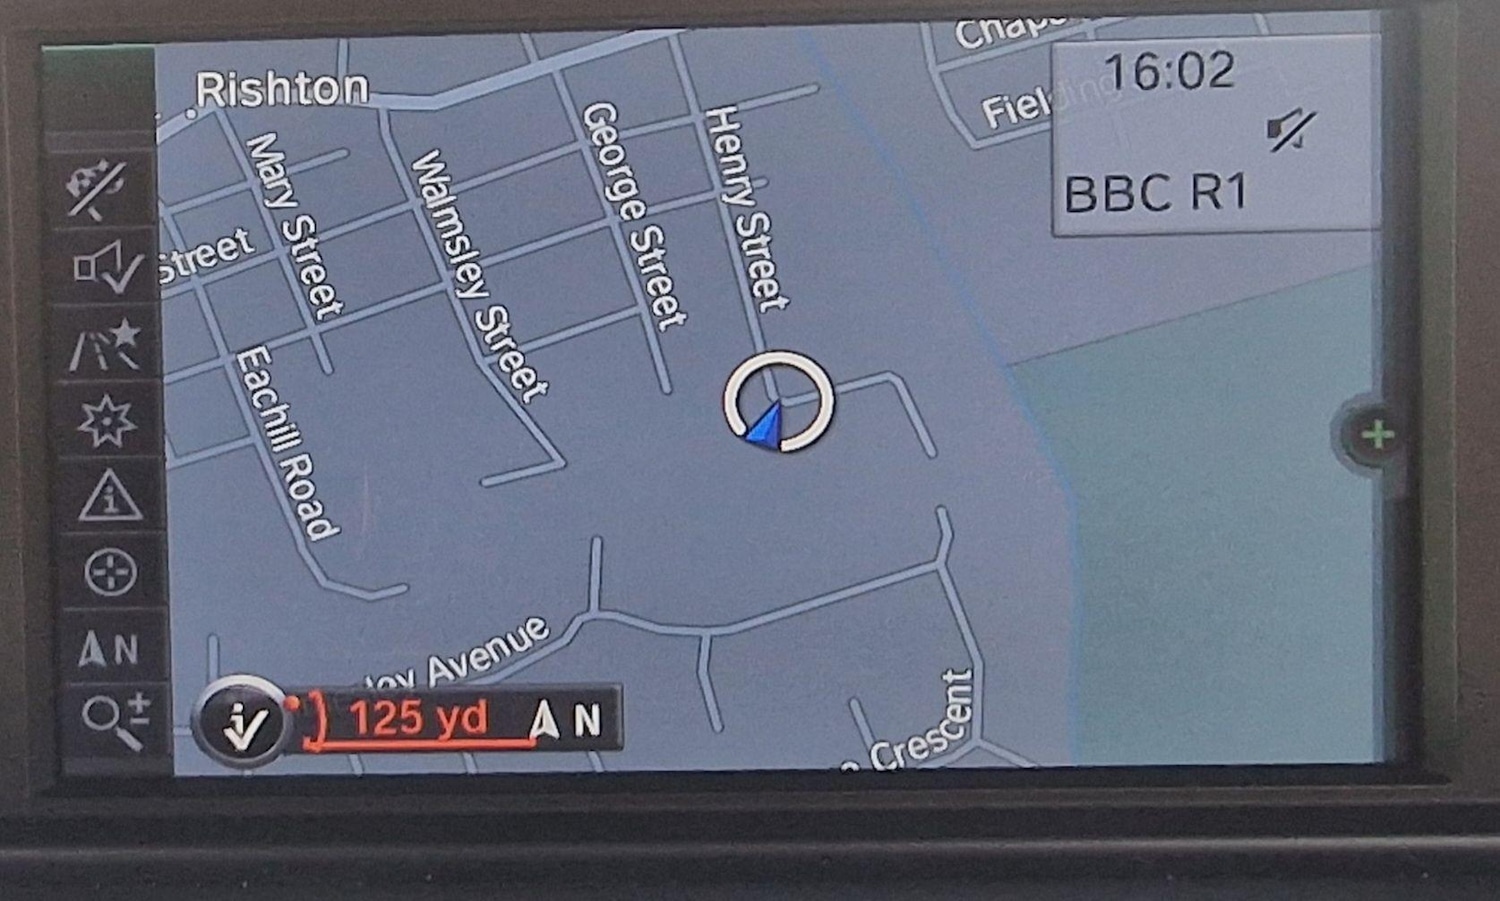 Rishton
Mary Street
Walmsley Street
George Street
Henry Street
16:02
BBC R1
Street
Eachill Road
Avenue
Crescent
N
125 yd N